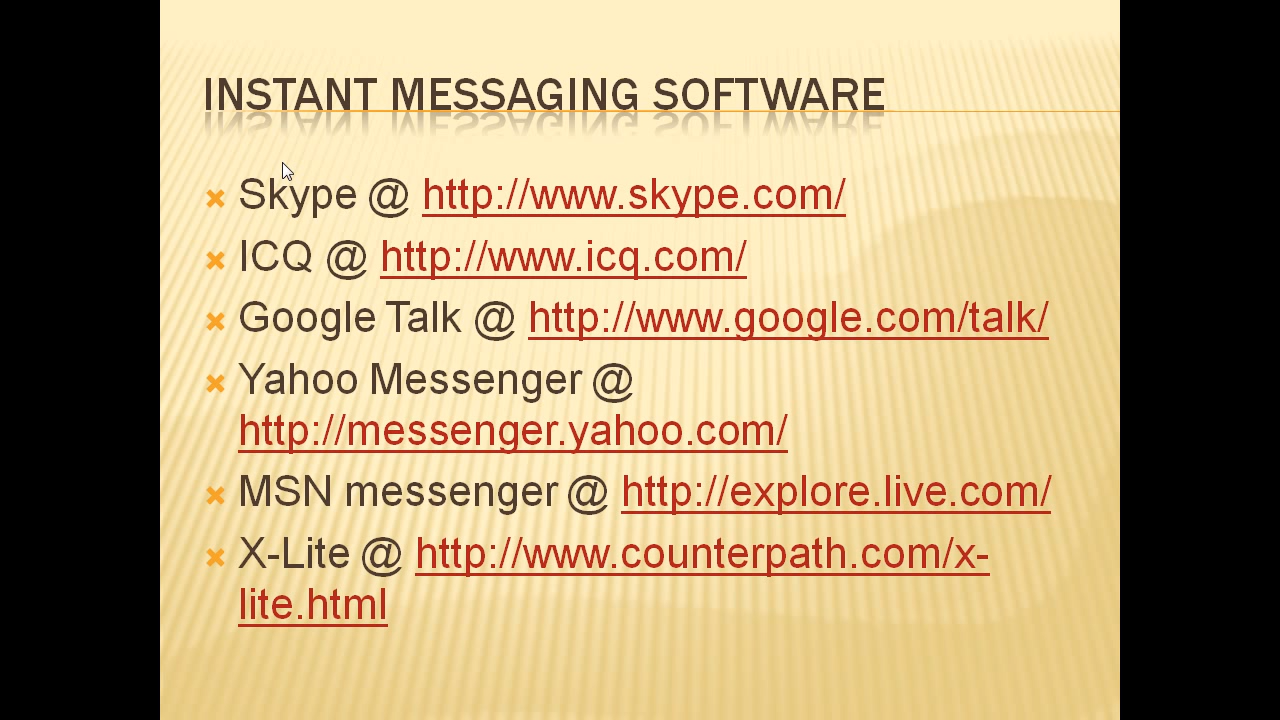 INSTANT MESSAGING SOFTWARE
Skype @ http://www.skype.com/
ICQ @ http://www.icq.com/
Google Talk @ http://www.google.com/talk/
Yahoo Messenger @
http://messenger.yahoo.com/
MSN messenger @ http://explore.live.com/
X-Lite @ http://www.counterpath.com/x-
lite.html